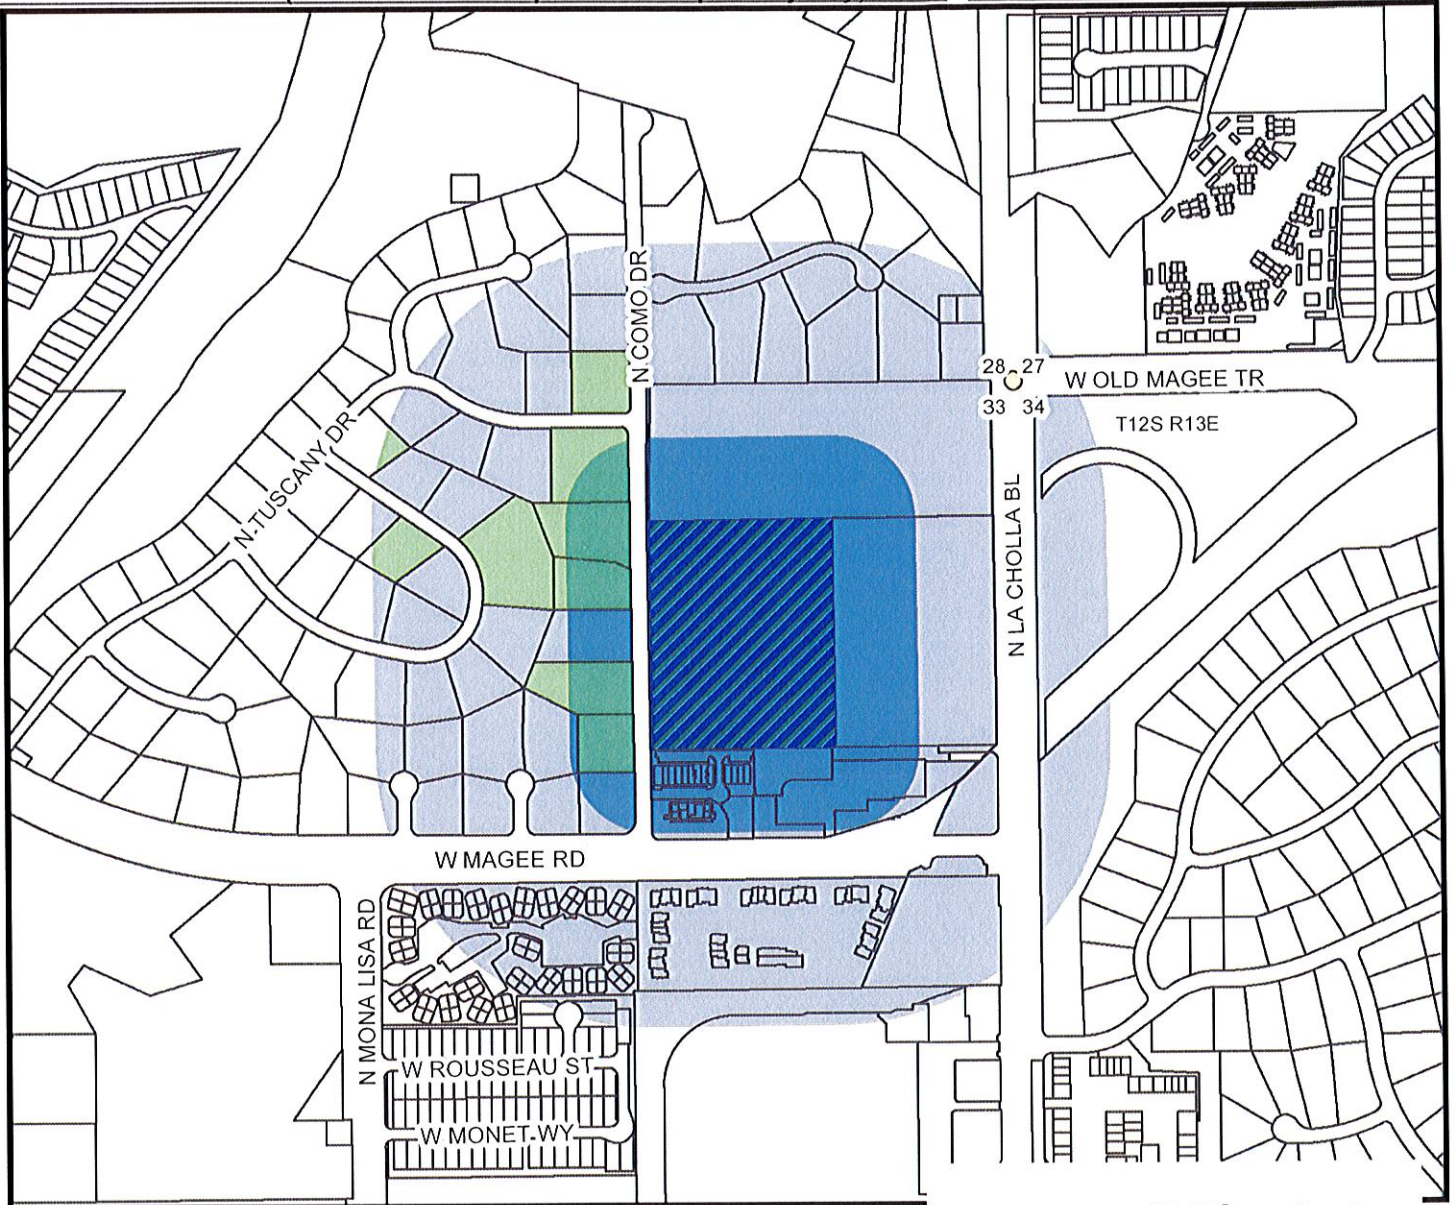 N COMO DR
28 27
W OLD MAGEE TR
33 34
T12S R13E
N TUSCANY DR
N LA CHOLLA BL
W MAGEE RD
N MONA LISA RD
W ROUSSEAU ST
W MONET WY